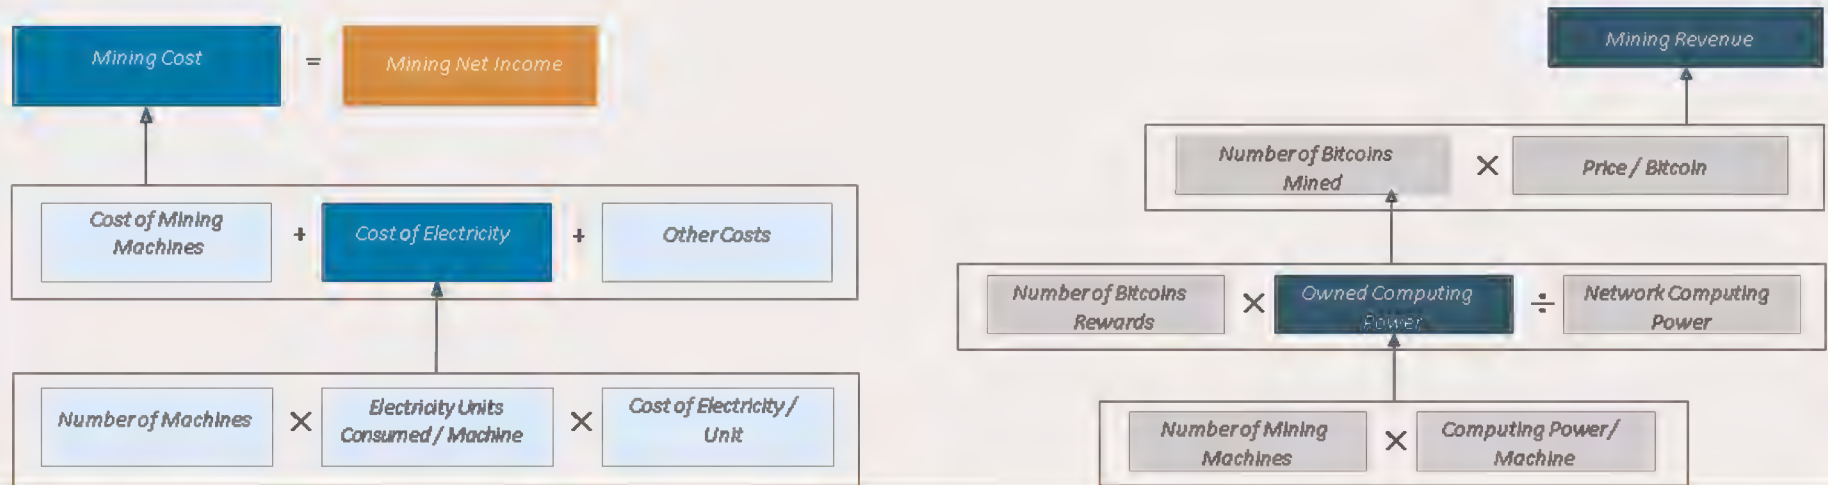 Mining Cost
=
Mining Net Income
Cost of Mining
Machines
+
Cost of Electricity
+
Other Costs
Number of Machines
×
Electricity Units
Consumed / Machine
×
Cost of Electricity /
Unit
Mining Revenue
Number of Bitcoins
Mined
×
Price / Bitcoin
Number of Bitcoins
Rewards
×
Owned Computing
Power
÷
Network Computing
Power
Number of Mining
Machines
×
Computing Power/
Machine